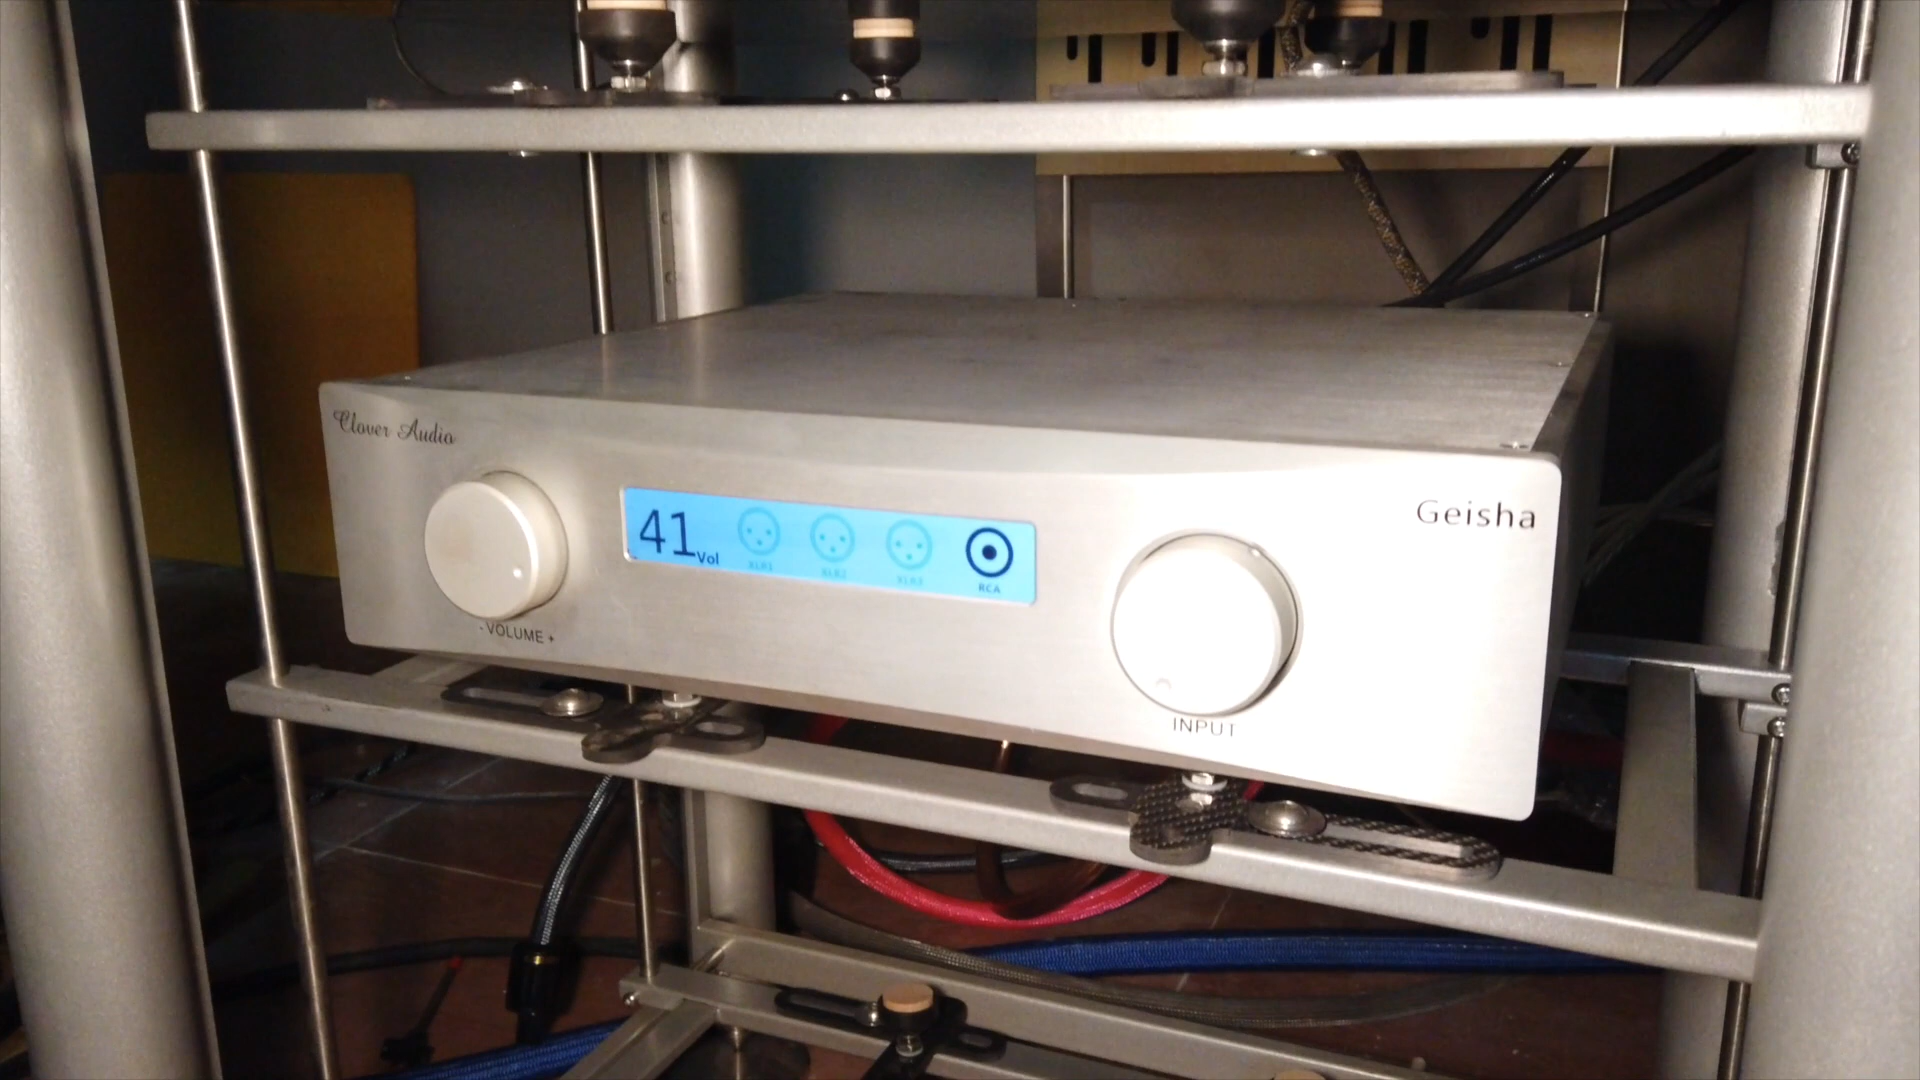 Clover Audio
Geisha
41 Vol
XLR1
XLR2
XLR3
RCA
- VOLUME +
INPUT